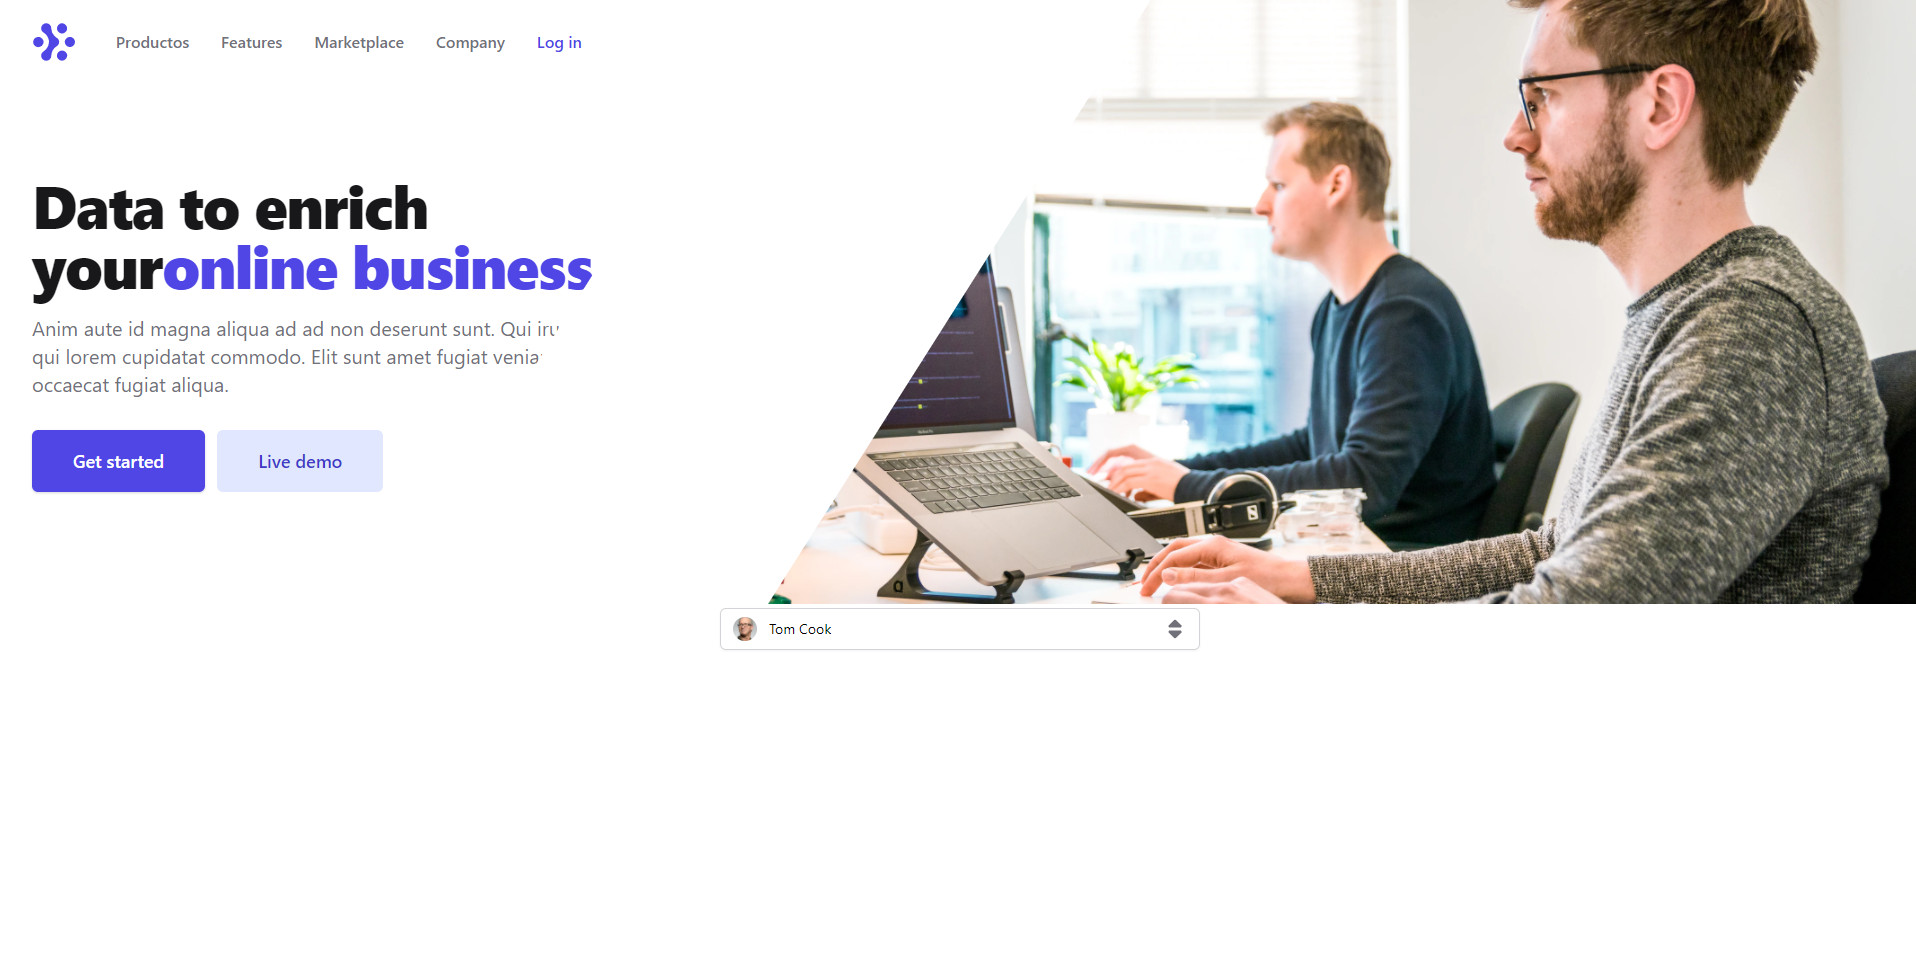 Productos Features Marketplace Company Log in
Data to enrich
youronline business
Anim aute id magna aliqua ad ad non deserunt sunt. Qui
qui lorem cupidatat commodo. Elit sunt amet fugiat
occaecat fugiat aliqua.
Get started Live demo
Tom Cook